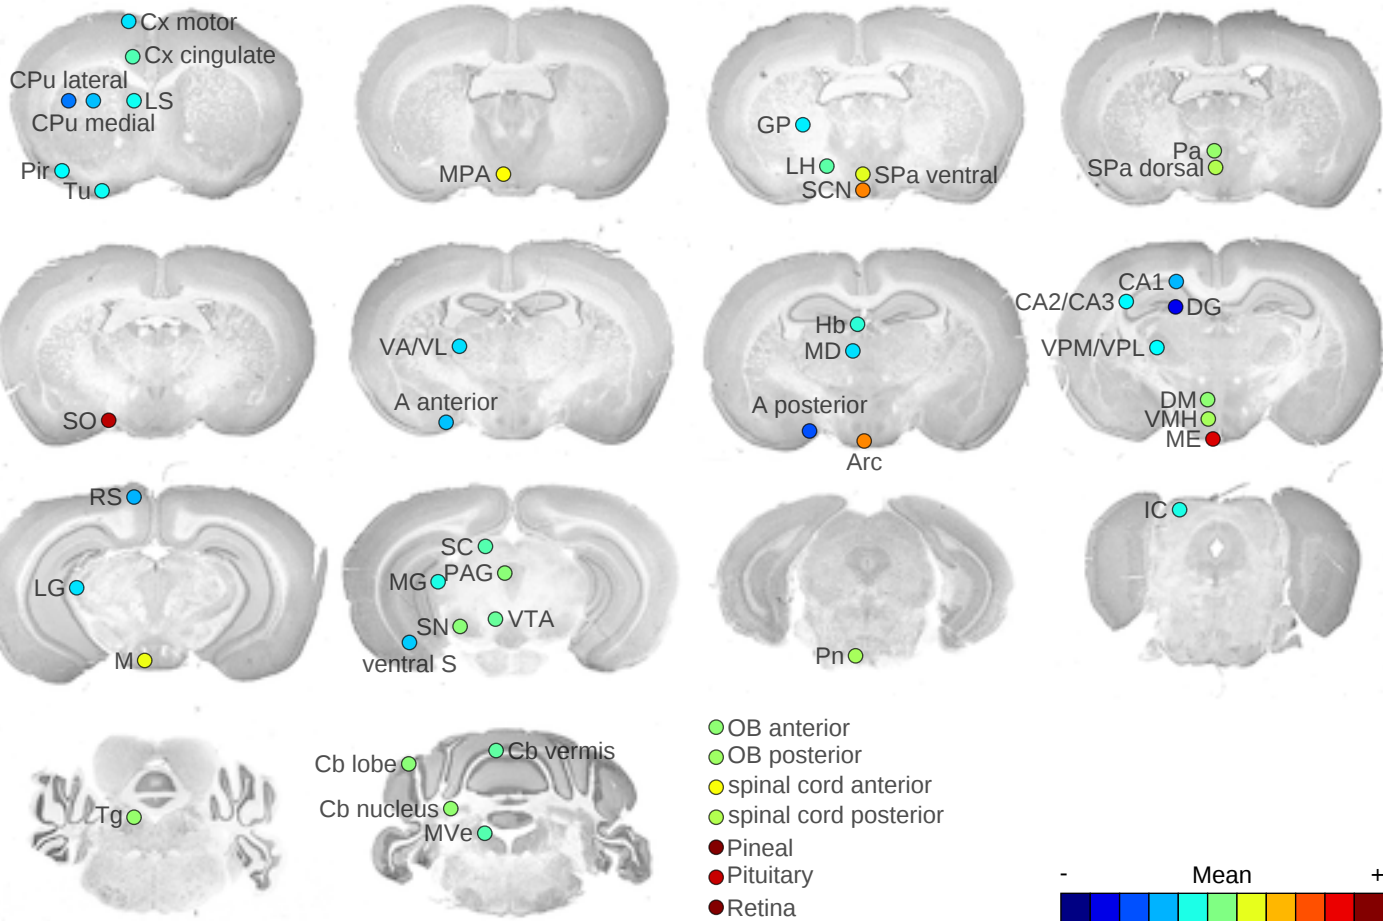 Cx motor
Cx cingulate
CPu lateral
LS
CPu medial
Pir
Tu
MPA
GP
LH
SPa ventral
SCN
Pa
SPa dorsal
SO
VA/VL
A anterior
Hb
MD
A posterior
Arc
CA1
CA2/CA3
DG
VPM/VPL
DM
VMH
ME
RS
LG
M
SC
MG
PAG
SN
VTA
ventral S
Pn
IC
Tg
Cb lobe
Cb vermis
Cb nucleus
MVe
OB anterior
OB posterior
spinal cord anterior
spinal cord posterior
Pineal
Pituitary
Retina
- Mean +